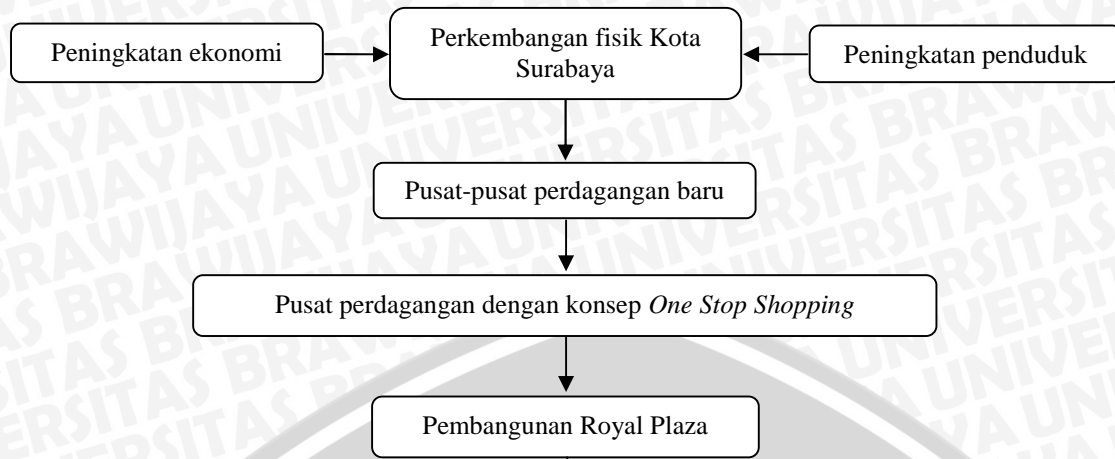 Peningkatan ekonomi
Perkembangan fisik Kota
Surabaya
Peningkatan penduduk
Pusat-pusat perdagangan baru
Pusat perdagangan dengan konsep One Stop Shopping
Pembangunan Royal Plaza